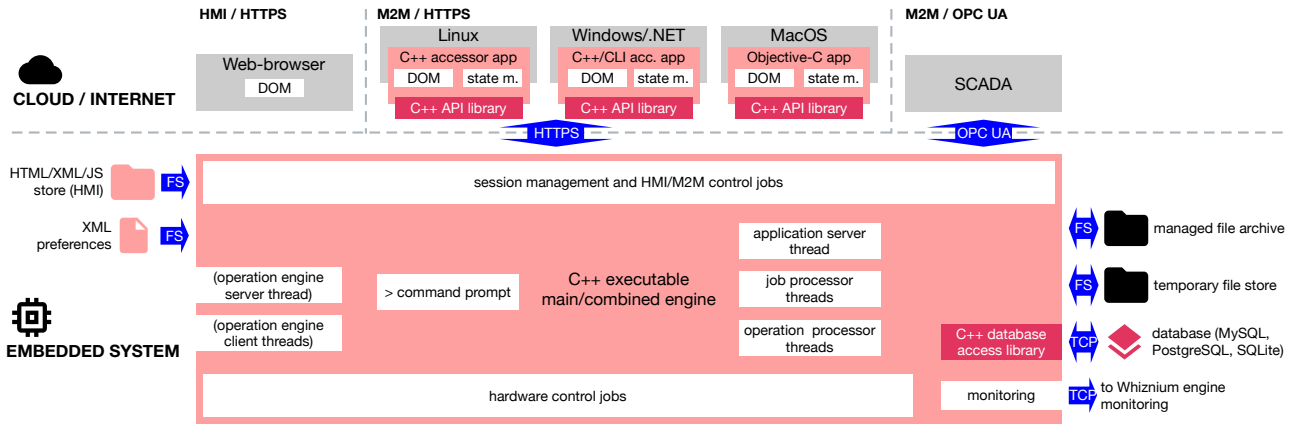 HMI / HTTPS
M2M / HTTPS
M2M / OPC UA
Linux
Windows/.NET
MacOS
Web-browser
DOM
C++ accessor app
DOM
state m.
C++ API library
C++/CLI acc. app
DOM
state m.
C++ API library
Objective-C app
DOM
state m.
C++ API library
SCADA
CLOUD / INTERNET
HTTPS
OPC UA
HTML/XML/JS
store (HMI)
FS
session management and HMI/M2M control jobs
XML
preferences
FS
application server
thread
FS
managed file archive
(operation engine
server thread)
> command prompt
C++ executable
main/combined engine
job processor
threads
FS
temporary file store
EMBEDDED SYSTEM
(operation engine
client threads)
operation processor
threads
C++ database
access library
TCP
database (MySQL,
PostgreSQL, SQLite)
hardware control jobs
monitoring
TCP
to Whiznium engine
monitoring